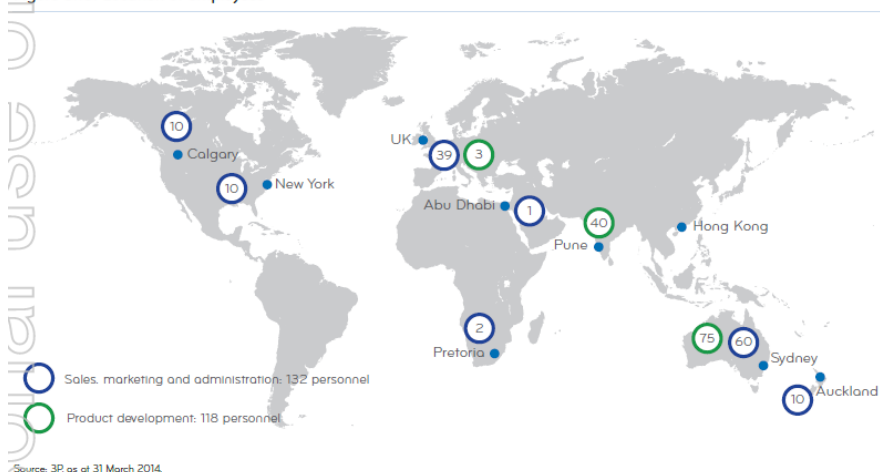 10
Calgary
10
New York
UK
39
3
Abu Dhabi
1
40
Pune
Hong Kong
2
Pretoria
75
60
Sydney
10
Auckland
Sales, marketing and administration: 132 personnel
Product development: 118 personnel
Source: 3P, as at 31 March 2014.